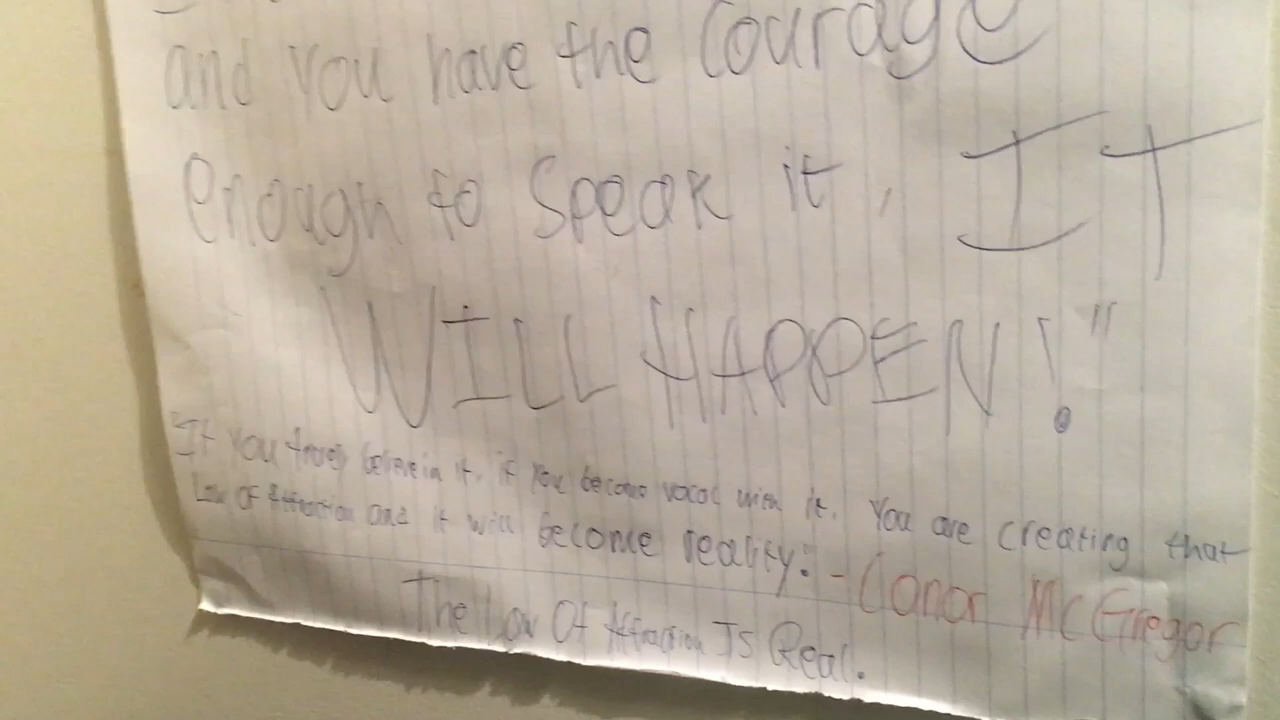 and you have the Courage
enough to Speak it, IT
WILL HAPPEN!"
"If You truely beleve in it, if You become vocal with it. You are creating that
Law OF Attraction and it will become reality." - Conor McGregor
The Law Of Attraction Is Real.